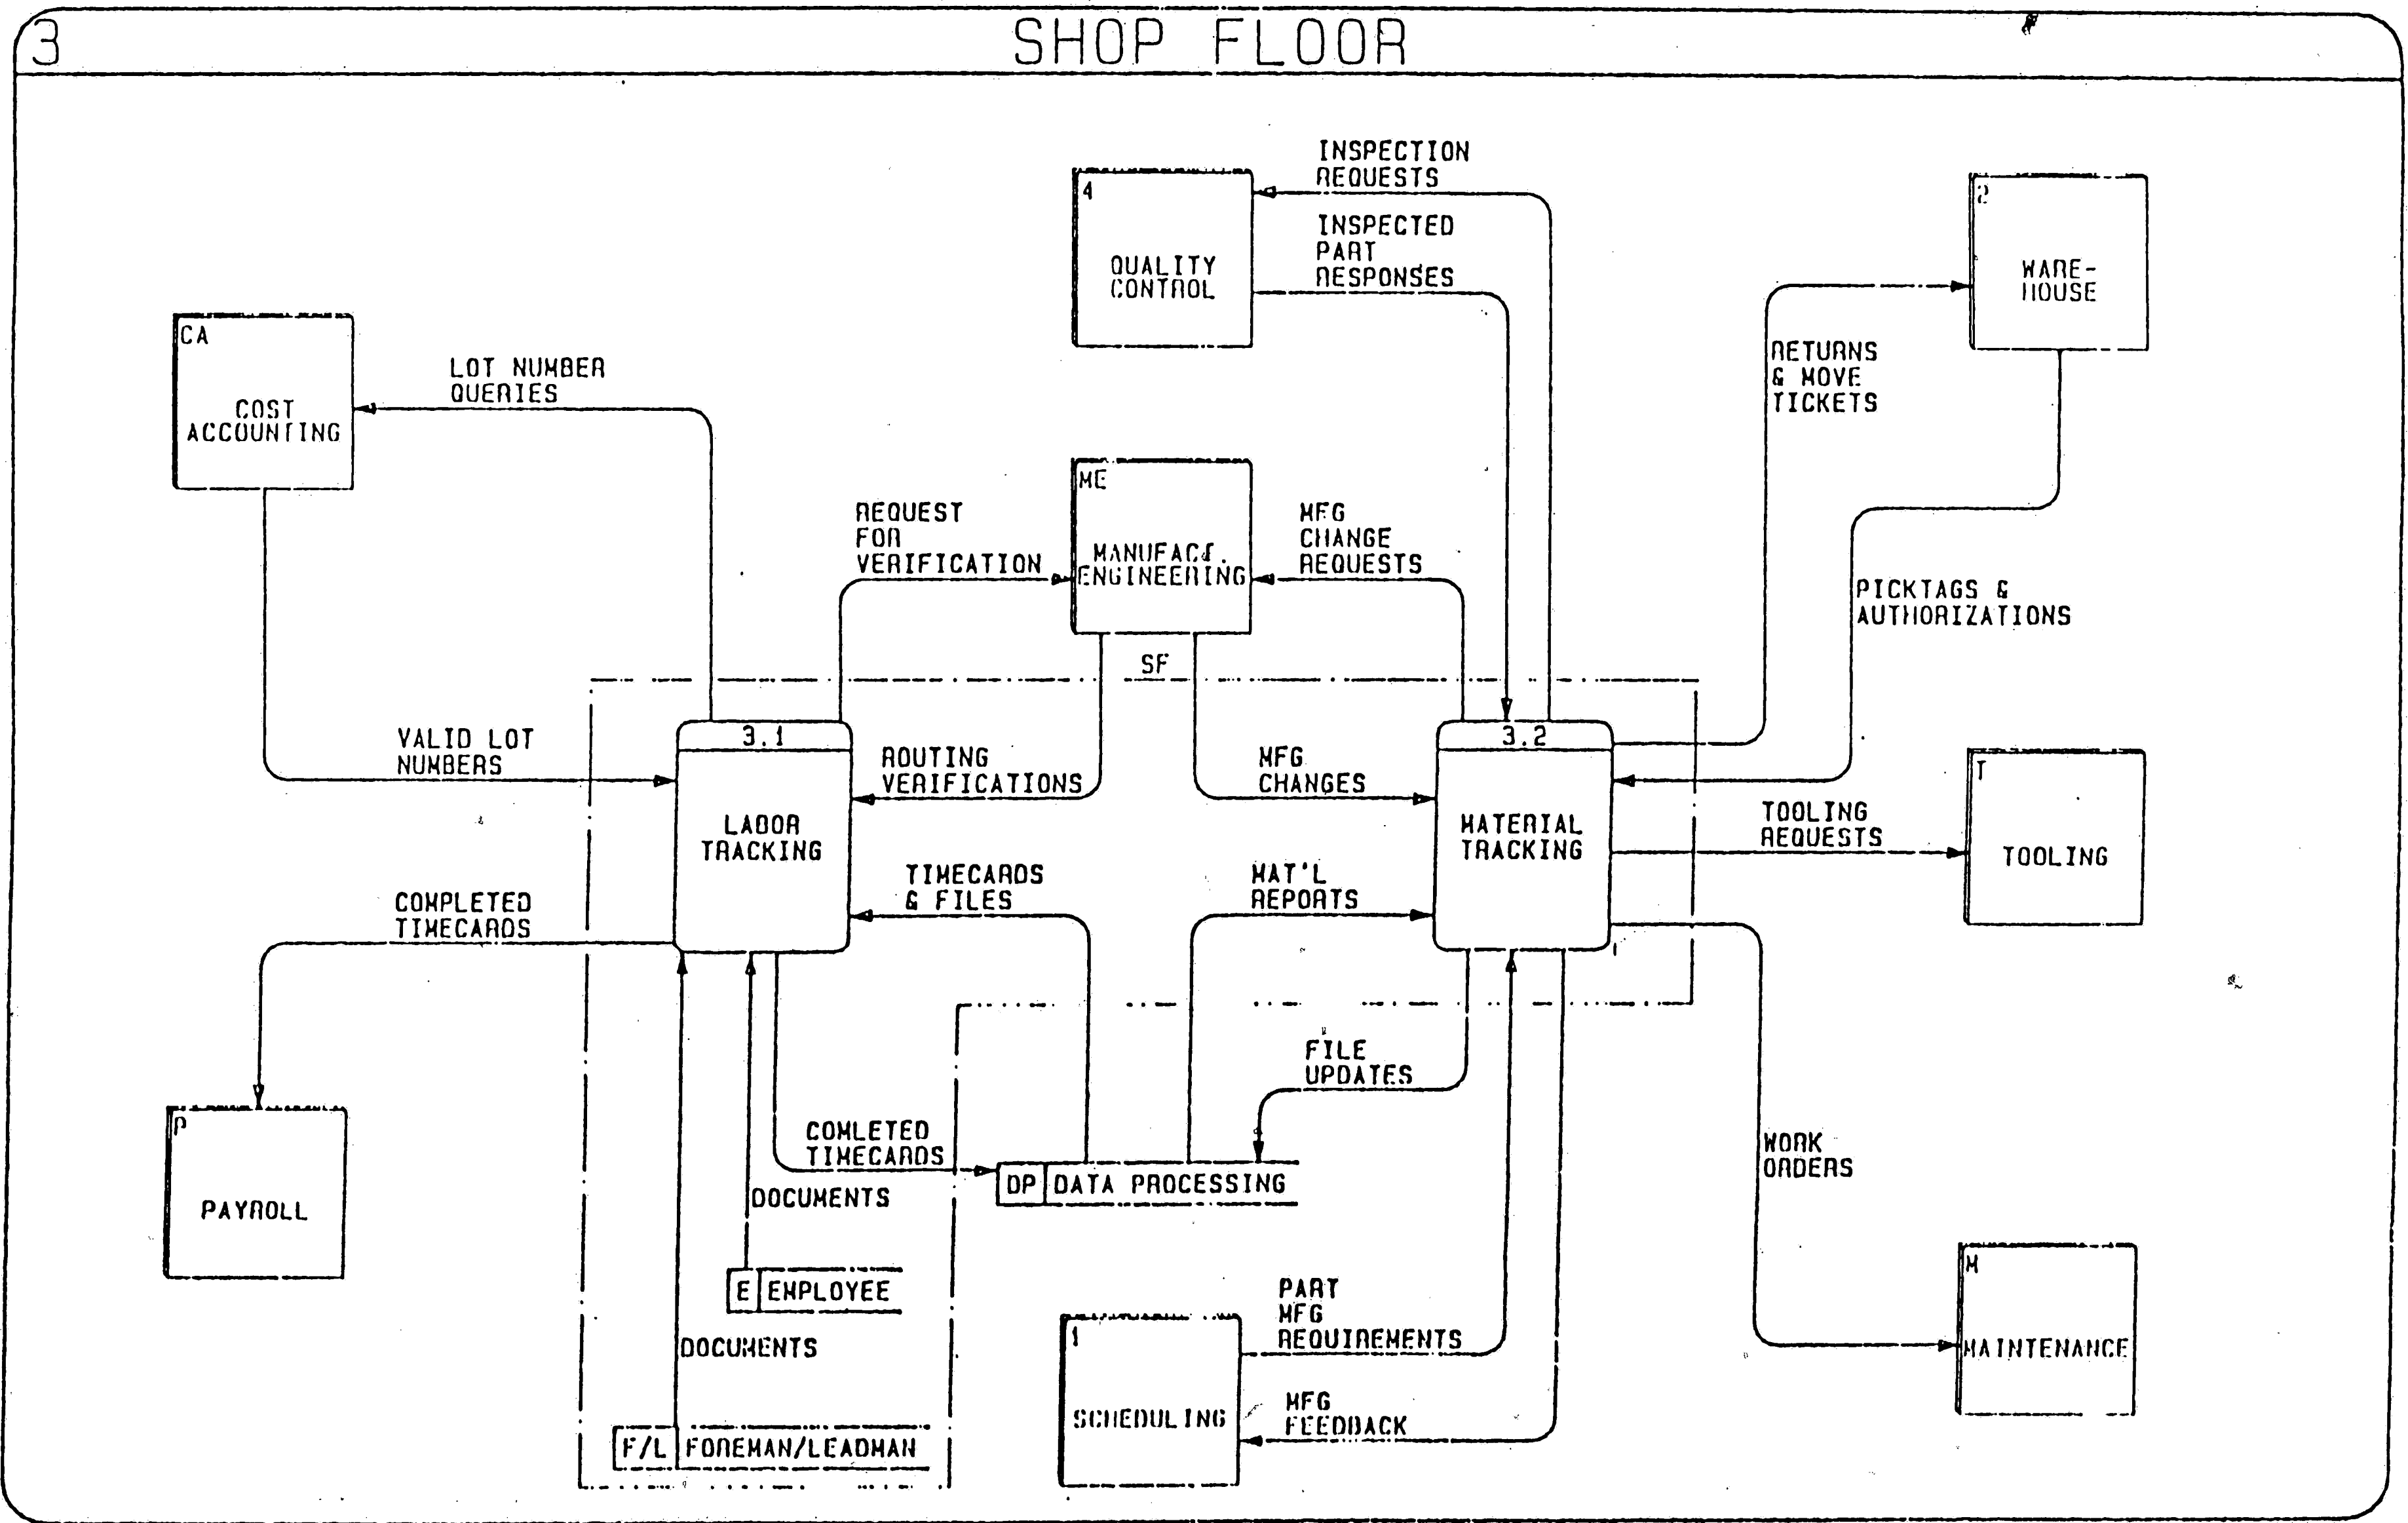 3
SHOP FLOOR
4
QUALITY
CONTROL
INSPECTION
REQUESTS
INSPECTED
PART
RESPONSES
2
WARE-
HOUSE
CA
COST
ACCOUNTING
LOT NUMBER
QUERIES
RETURNS
& MOVE
TICKETS
ME
MANUFACT.
ENGINEERING
REQUEST
FOR
VERIFICATION
MFG
CHANGE
REQUESTS
PICKTAGS &
AUTHORIZATIONS
SF
VALID LOT
NUMBERS
3.1
LABOR
TRACKING
ROUTING
VERIFICATIONS
MFG
CHANGES
3.2
MATERIAL
TRACKING
T
TOOLING
TOOLING
REQUESTS
TIMECARDS
& FILES
MAT'L
REPORTS
COMPLETED
TIMECARDS
FILE
UPDATES
P
PAYROLL
COMLETED
TIMECARDS
DP DATA PROCESSING
WORK
ORDERS
DOCUMENTS
E EMPLOYEE
DOCUMENTS
F/L FOREMAN/LEADMAN
1
SCHEDULING
PART
MFG
REQUIREMENTS
MFG
FEEDBACK
M
MAINTENANCE